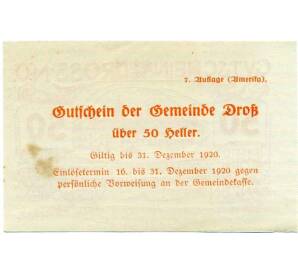 7. Auflage (Amerika).
Gutschein der Gemeinde Droß
über 50 Heller.
Giltig bis 31. Dezember 1920.
Einlösetermin 16. bis 31. Dezember 1920 gegen
persönliche Vorweisung an der Gemeindekasse.